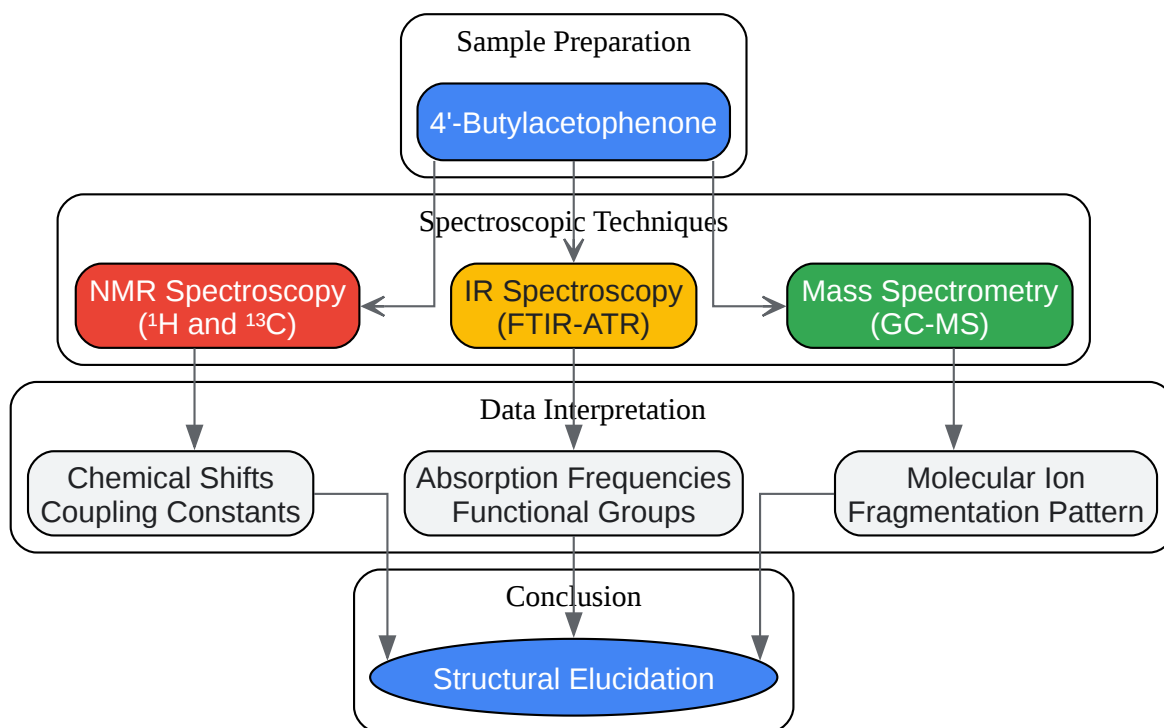 Sample Preparation
4'-Butylacetophenone
Spectroscopic Techniques
NMR Spectroscopy
(¹H and ¹³C)
IR Spectroscopy
(FTIR-ATR)
Mass Spectrometry
(GC-MS)
Data Interpretation
Chemical Shifts
Coupling Constants
Absorption Frequencies
Functional Groups
Molecular Ion
Fragmentation Pattern
Conclusion
Structural Elucidation